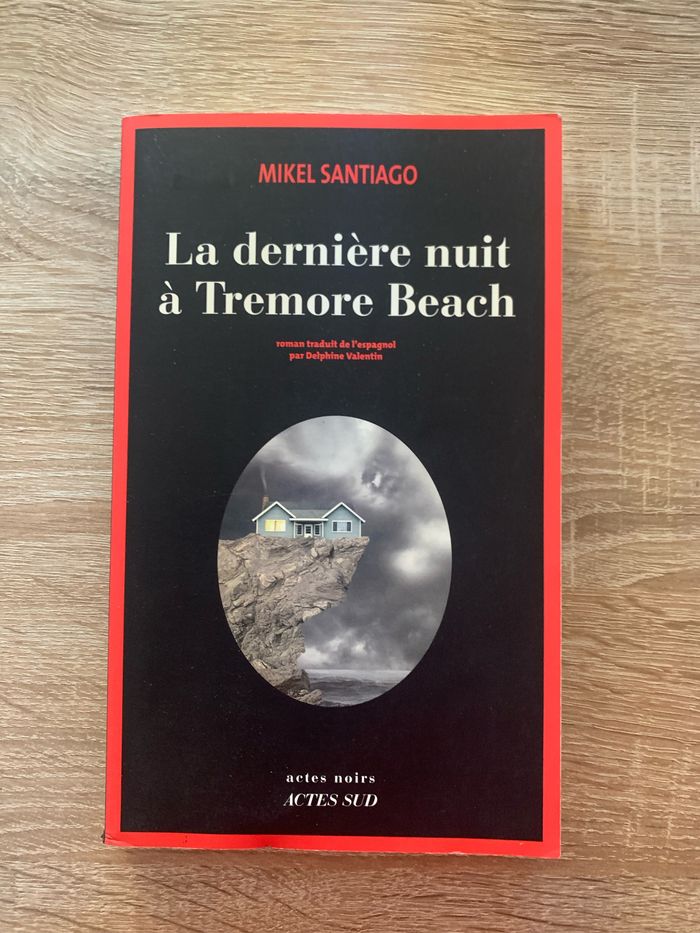 MIKEL SANTIAGO
La dernière nuit
à Tremore Beach
roman traduit de l'espagnol
par Delphine Valentin
actes noirs
ACTES SUD